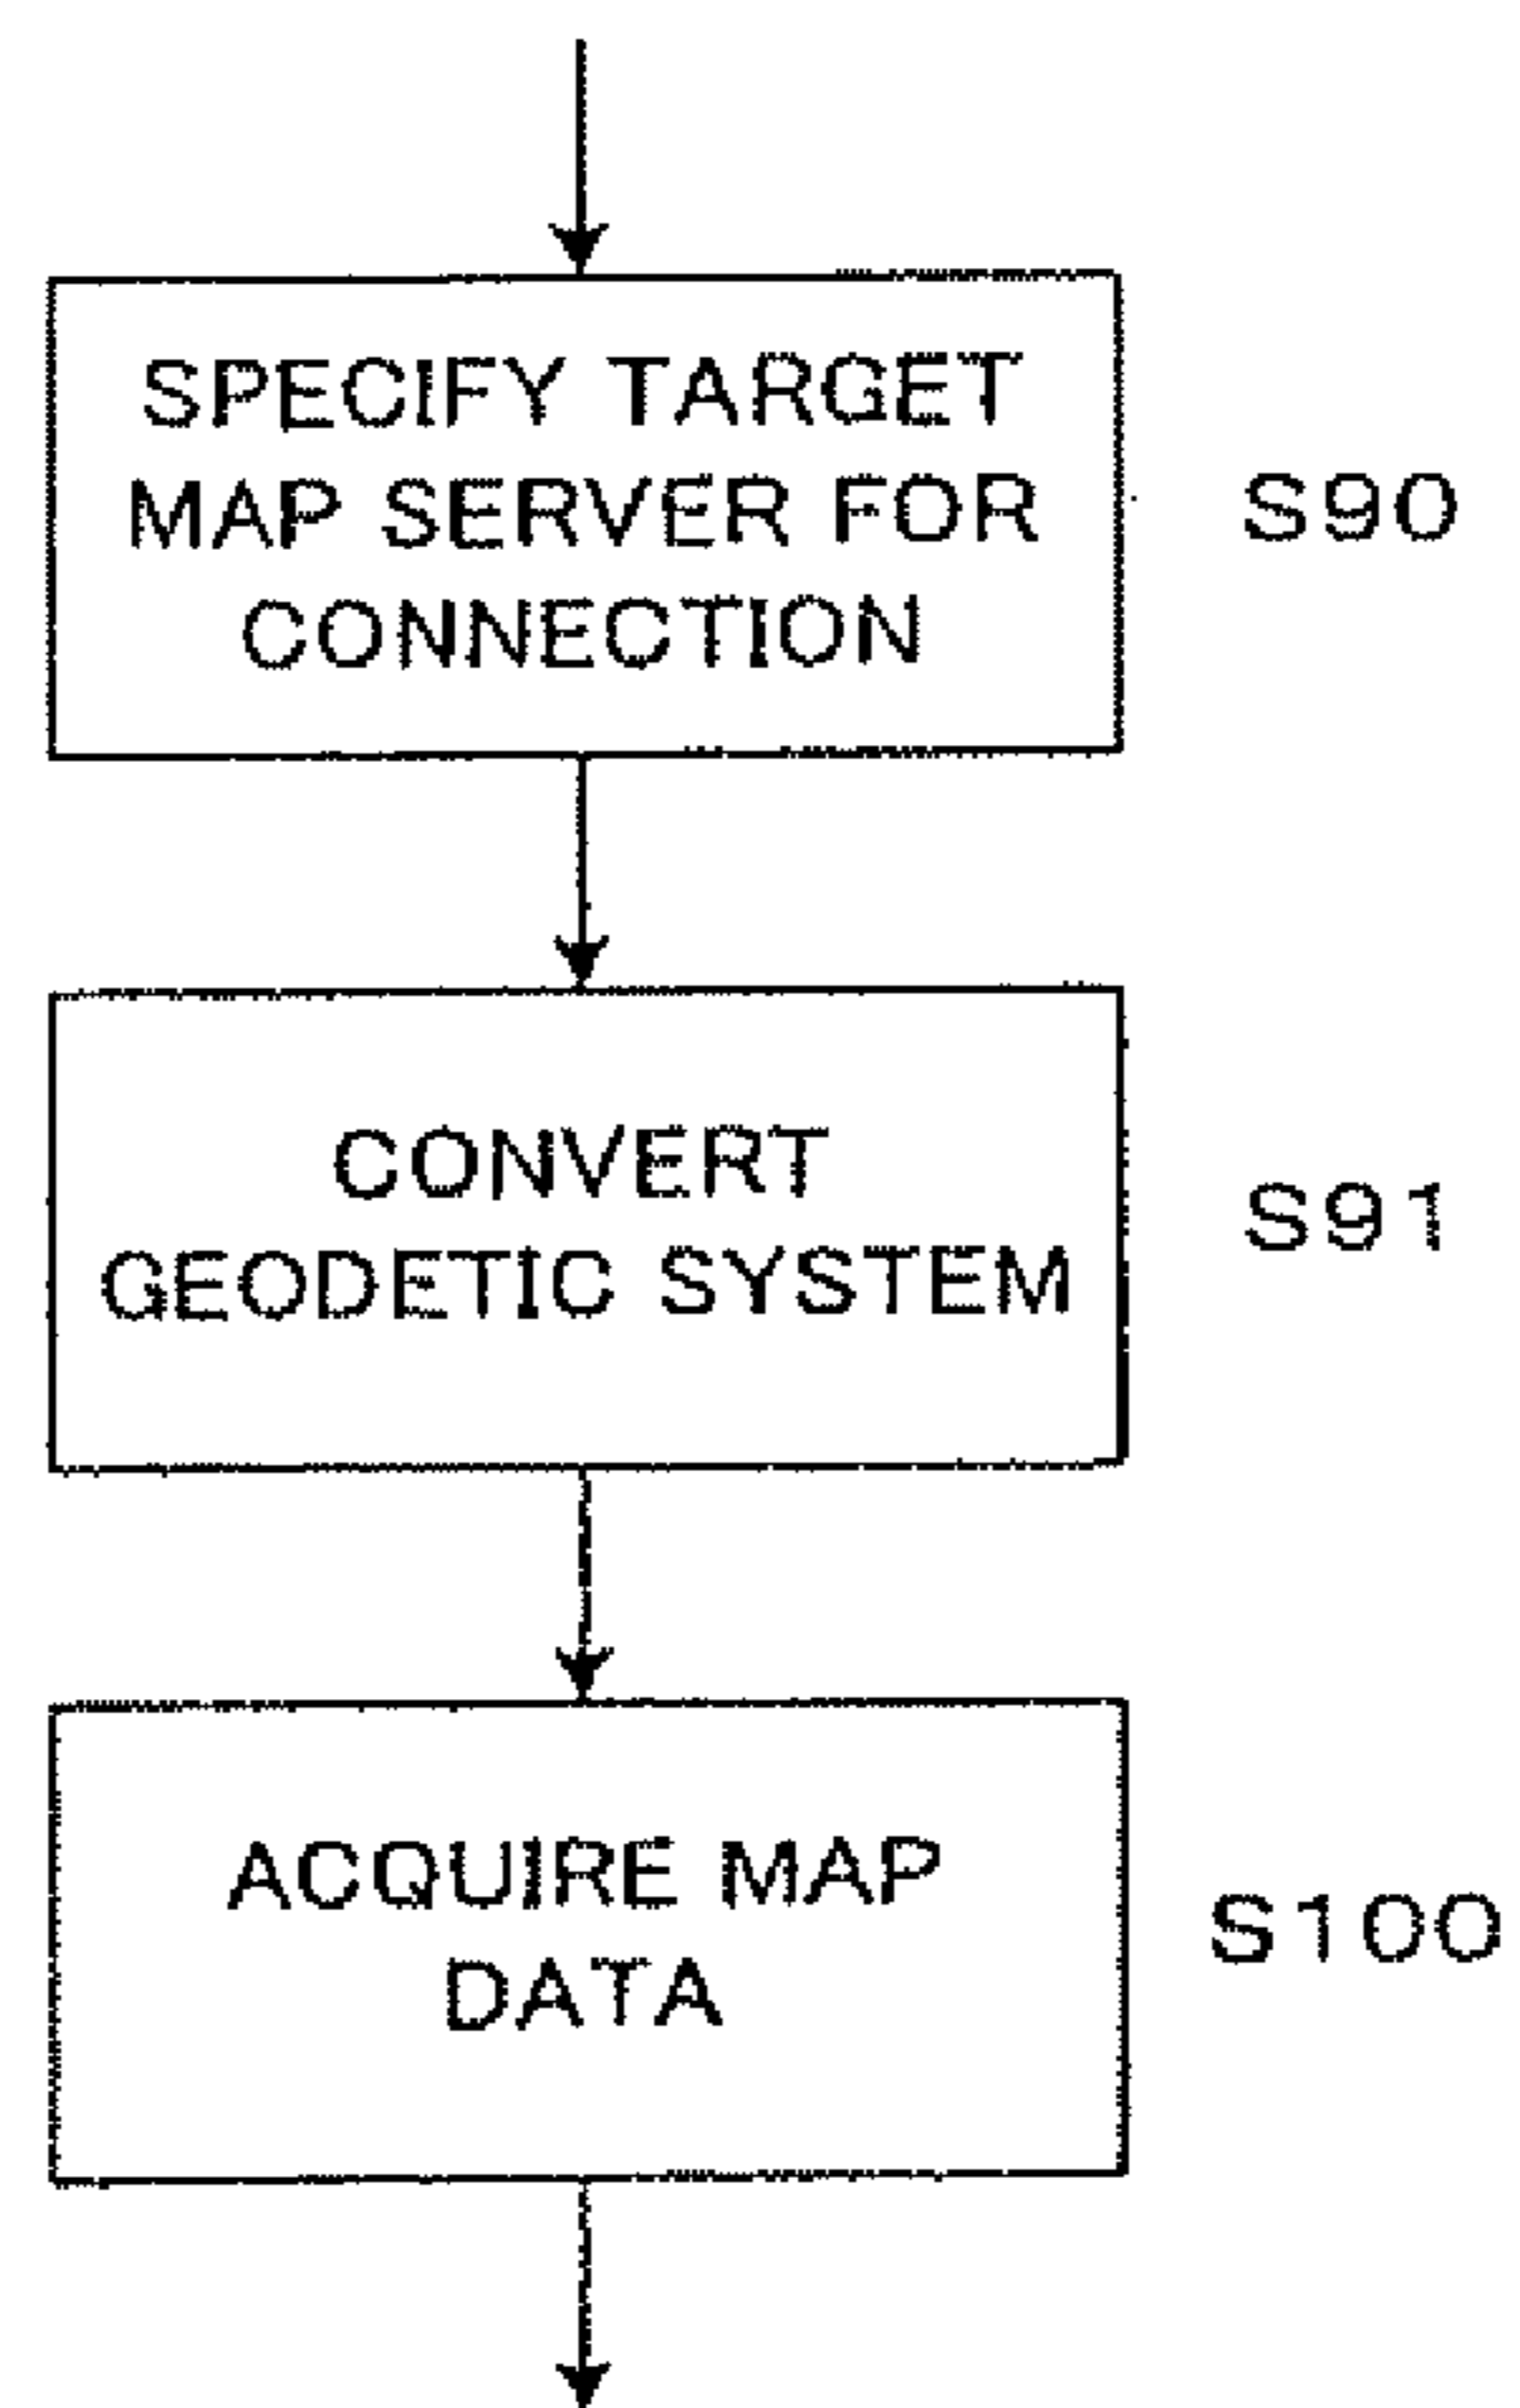 SPECIFY TARGET
MAP SERVER FOR
CONNECTION
S90
CONVERT
GEODETIC SYSTEM
S91
ACQUIRE MAP
DATA
S100